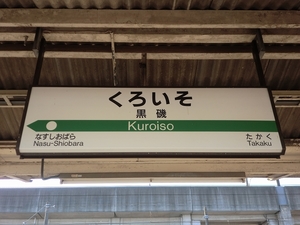 くろいそ
黒磯
Kuroiso
なすしおばら
Nasu-Shiobara
たかく
Takaku